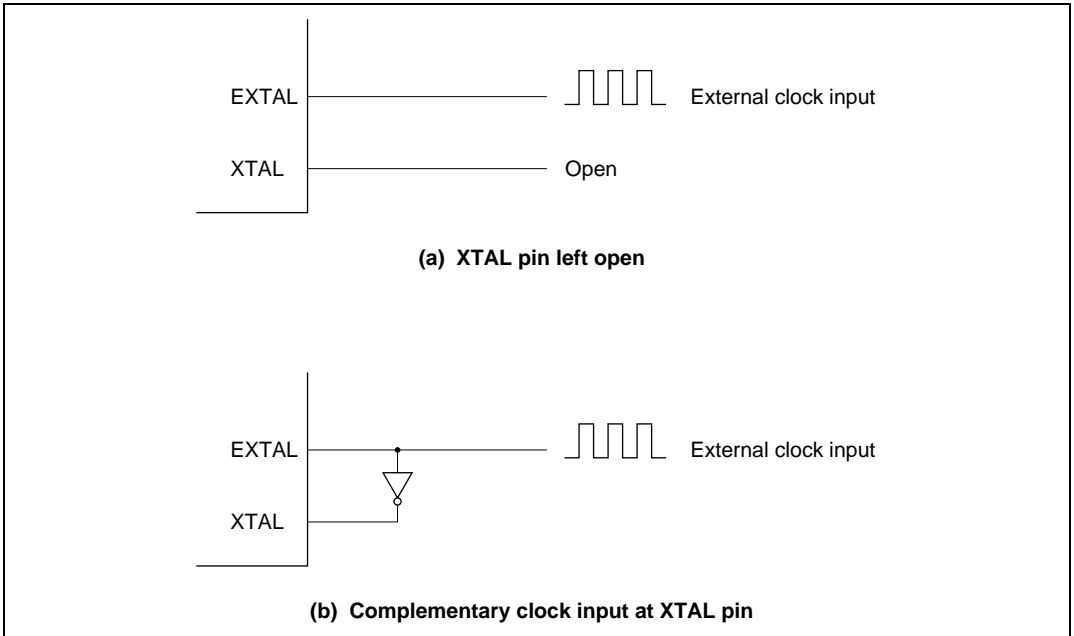 EXTAL External clock input
XTAL Open
(a) XTAL pin left open
EXTAL External clock input
XTAL
(b) Complementary clock input at XTAL pin